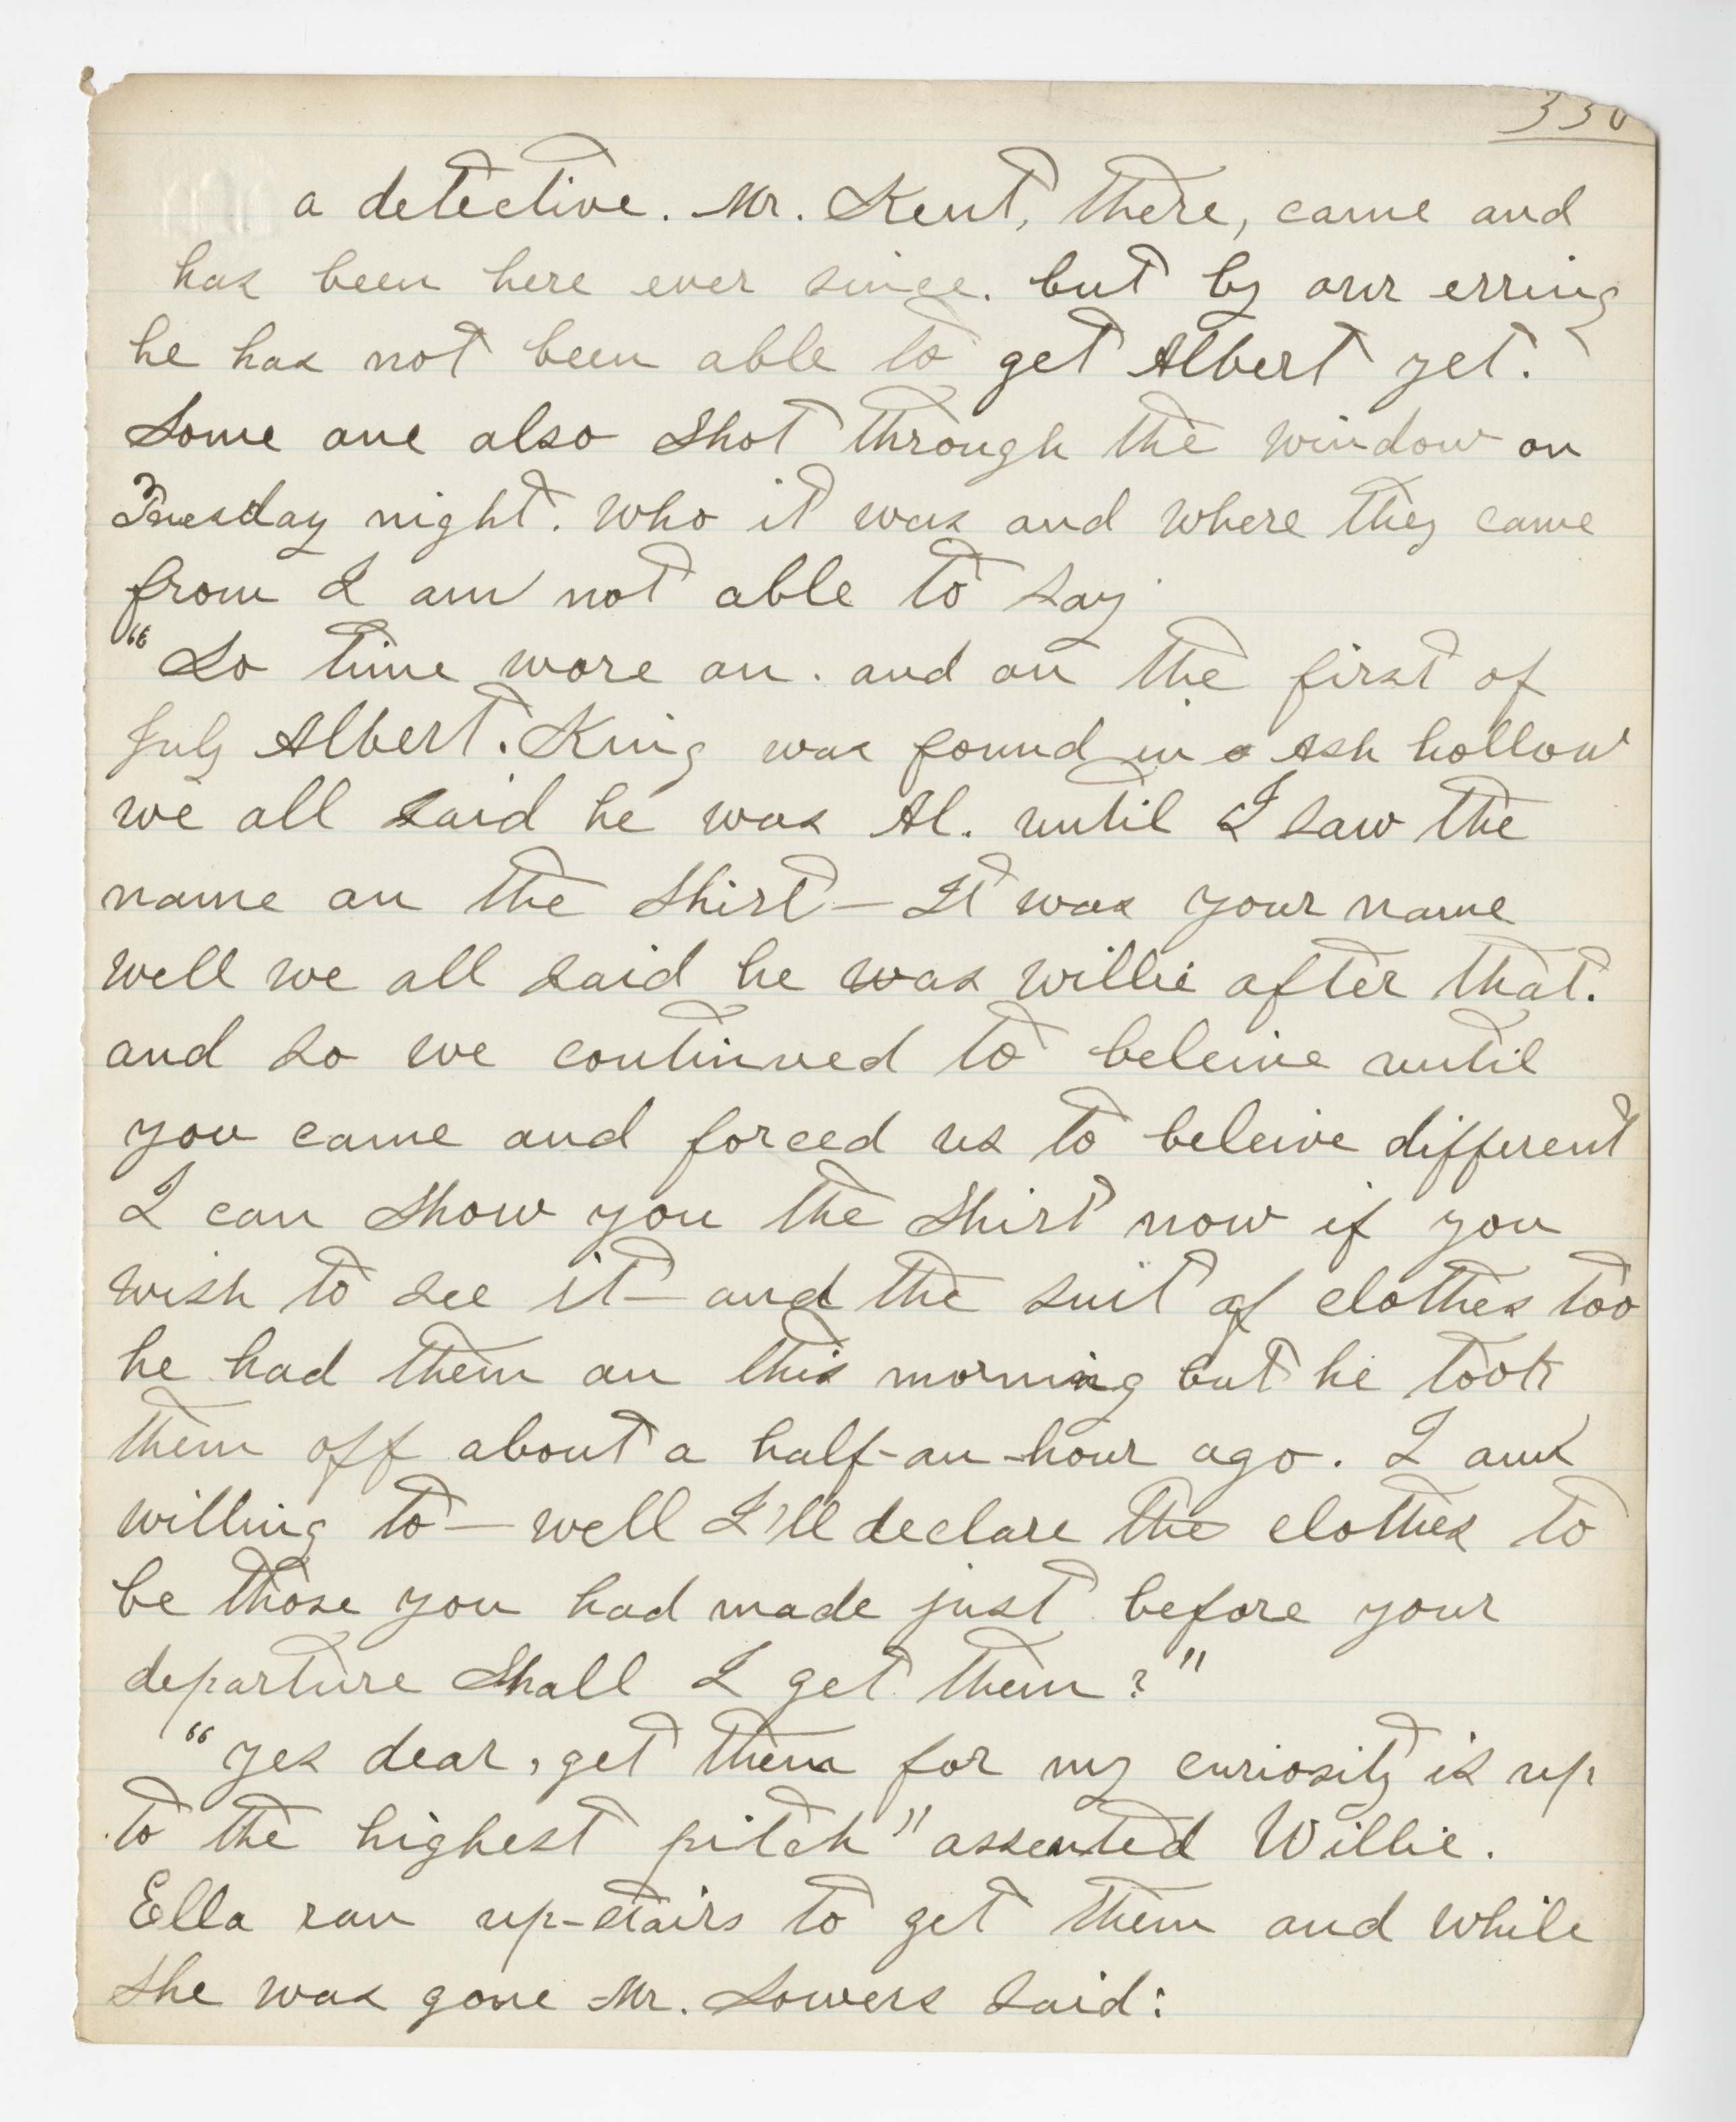 330
a detective. Mr. Kent, there, came and
has been here ever since. but by our erring
he has not been able to get Albert yet.
Some one also shot through the window on
Tuesday night. who it was and where they came
from I am not able to say
"So time wore on. and on the first of
July Albert. King was found in a Ash hollow
we all said he was Al. until I saw the
name on the shirt — It was your name
well we all said he was willie after that.
and so we continued to beleive until
you came and forced us to beleive different
I can show you the shirt now if you
wish to see it — and the suit of clothes too
he had them on this morning but he took
them off about a half-an-hour ago. I am
willing to — well I'll declare the clothes to
be those you had made just before your
departure shall I get them?"
"yes dear, get them for my curiosity is up
to the highest pitch" assented Willie.
Ella ran up-stairs to get them and while
she was gone Mr. Sowers said: